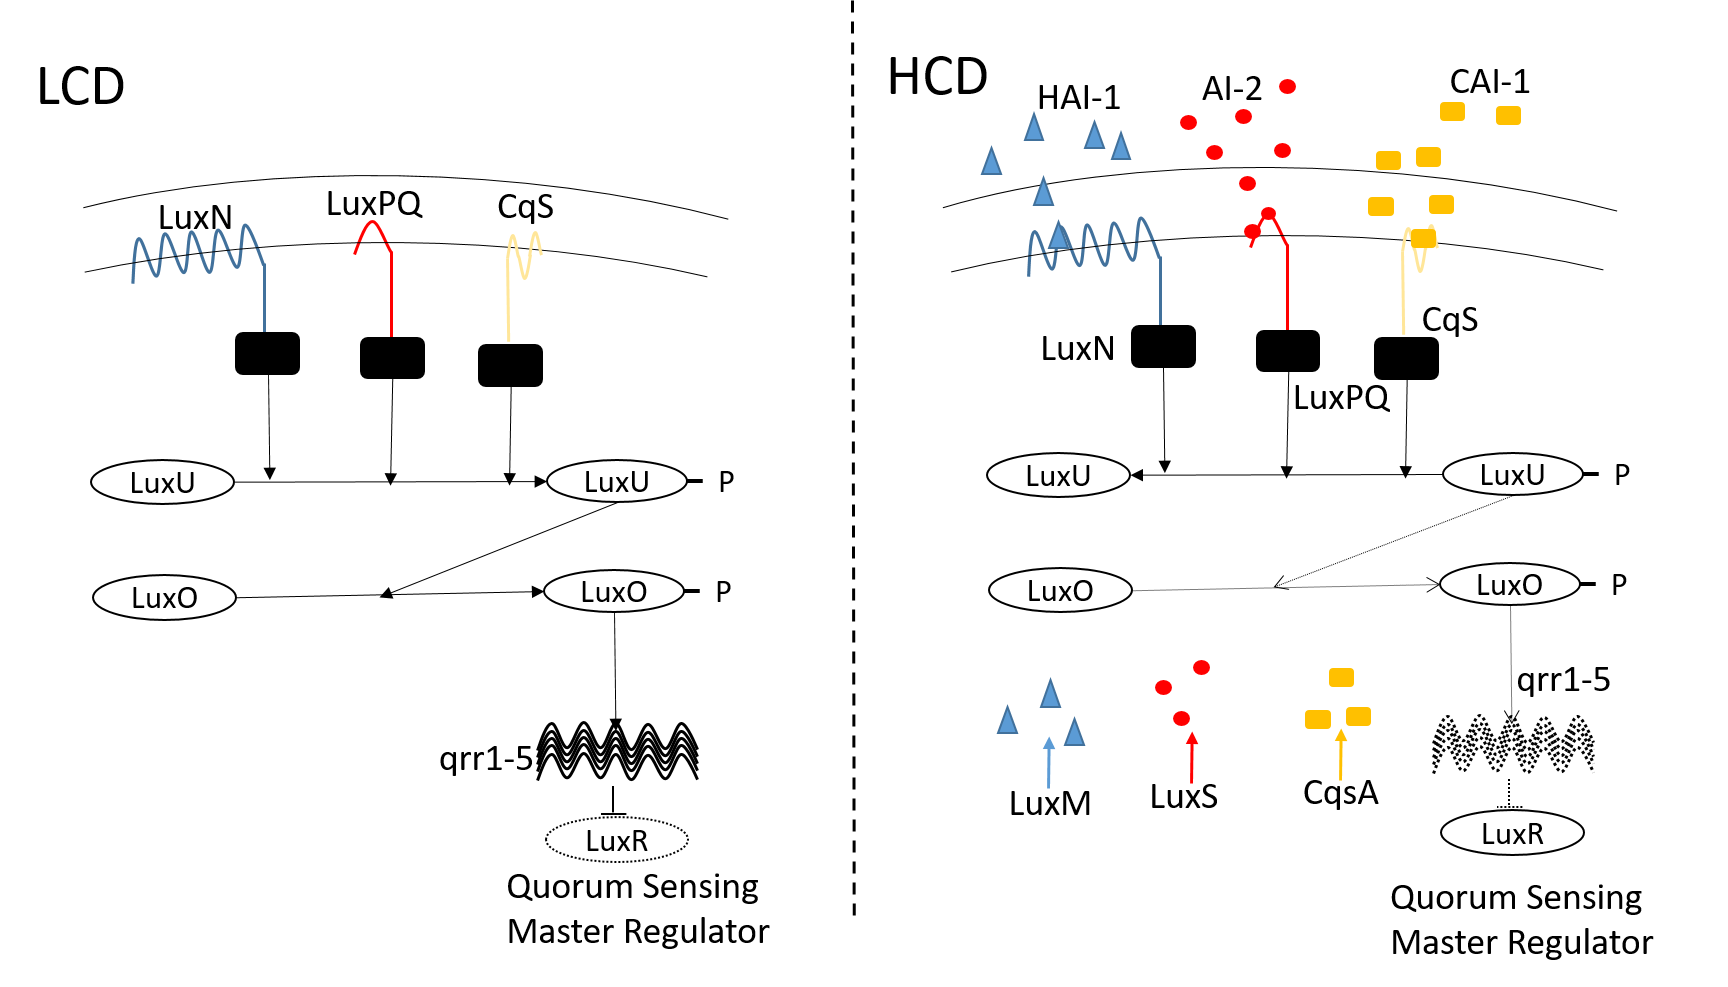 LCD
LuxN
LuxPQ
CqS
LuxU
LuxU
P
LuxO
LuxO
P
qrr1-5
LuxR
Quorum Sensing
Master Regulator
HCD
HAI-1
AI-2
CAI-1
CqS
LuxN
LuxPQ
LuxU
LuxU
P
LuxO
LuxO
P
qrr1-5
LuxM
LuxS
CqsA
LuxR
Quorum Sensing
Master Regulator